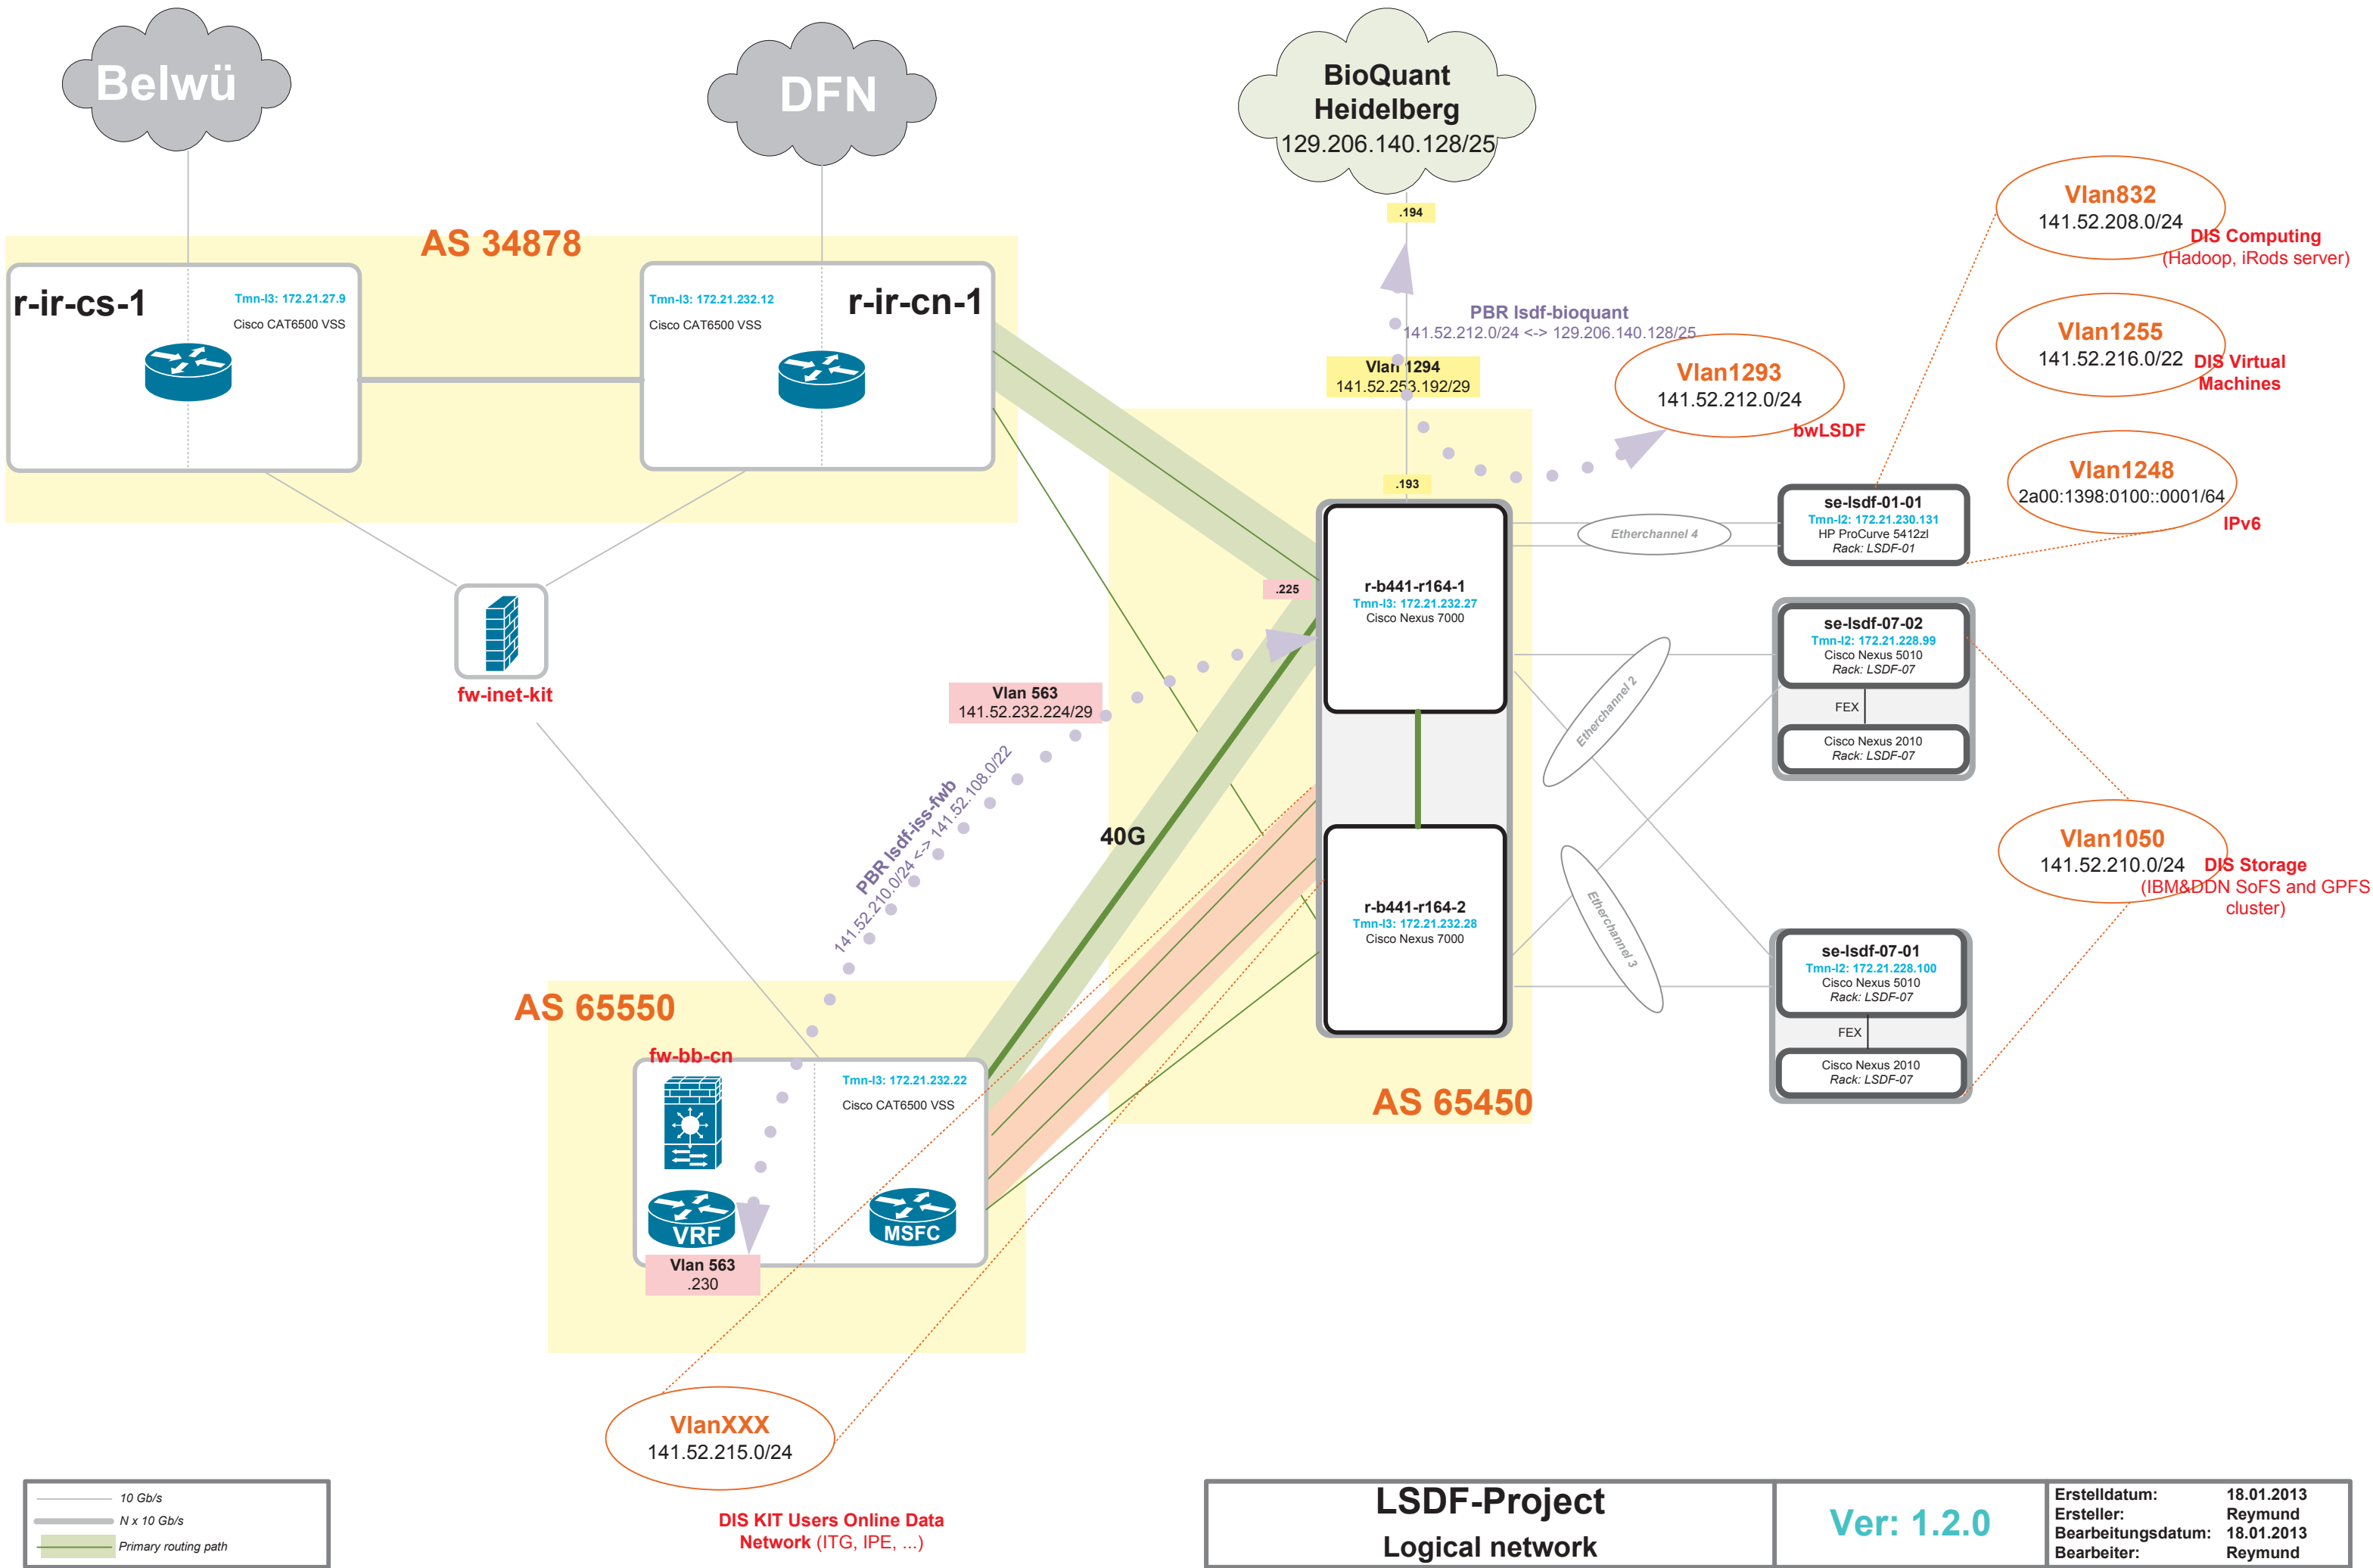 Belwü
DFN
BioQuant
Heidelberg
129.206.140.128/25
.194
AS 34878
r-ir-cs-1
Tmn-l3: 172.21.27.9
Cisco CAT6500 VSS
Tmn-l3: 172.21.232.12
Cisco CAT6500 VSS
r-ir-cn-1
fw-inet-kit
PBR lsdf-bioquant
141.52.212.0/24 <-> 129.206.140.128/25
Vlan 1294
141.52.253.192/29
.193
Vlan1293
141.52.212.0/24
bwLSDF
Vlan832
141.52.208.0/24
DIS Computing
(Hadoop, iRods server)
Vlan1255
141.52.216.0/22
DIS Virtual
Machines
Vlan1248
2a00:1398:0100::0001/64
IPv6
Etherchannel 4
se-lsdf-01-01
Tmn-l2: 172.21.230.131
HP ProCurve 5412zl
Rack: LSDF-01
.225
r-b441-r164-1
Tmn-l3: 172.21.232.27
Cisco Nexus 7000
Etherchannel 2
se-lsdf-07-02
Tmn-l2: 172.21.228.99
Cisco Nexus 5010
Rack: LSDF-07
FEX
Cisco Nexus 2010
Rack: LSDF-07
Vlan 563
141.52.232.224/29
PBR lsdf-iss-fwb
141.52.210.0/24 <-> 141.52.108.0/22
40G
Vlan1050
141.52.210.0/24
DIS Storage
(IBM&DDN SoFS and GPFS
cluster)
r-b441-r164-2
Tmn-l3: 172.21.232.28
Cisco Nexus 7000
Etherchannel 3
se-lsdf-07-01
Tmn-l2: 172.21.228.100
Cisco Nexus 5010
Rack: LSDF-07
FEX
Cisco Nexus 2010
Rack: LSDF-07
AS 65450
AS 65550
fw-bb-cn
Tmn-l3: 172.21.232.22
Cisco CAT6500 VSS
VRF
MSFC
Vlan 563
.230
VlanXXX
141.52.215.0/24
DIS KIT Users Online Data
Network (ITG, IPE, ...)
10 Gb/s
N x 10 Gb/s
Primary routing path
LSDF-Project
Logical network
Ver: 1.2.0
Erstelldatum: 18.01.2013
Ersteller: Reymund
Bearbeitungsdatum: 18.01.2013
Bearbeiter: Reymund